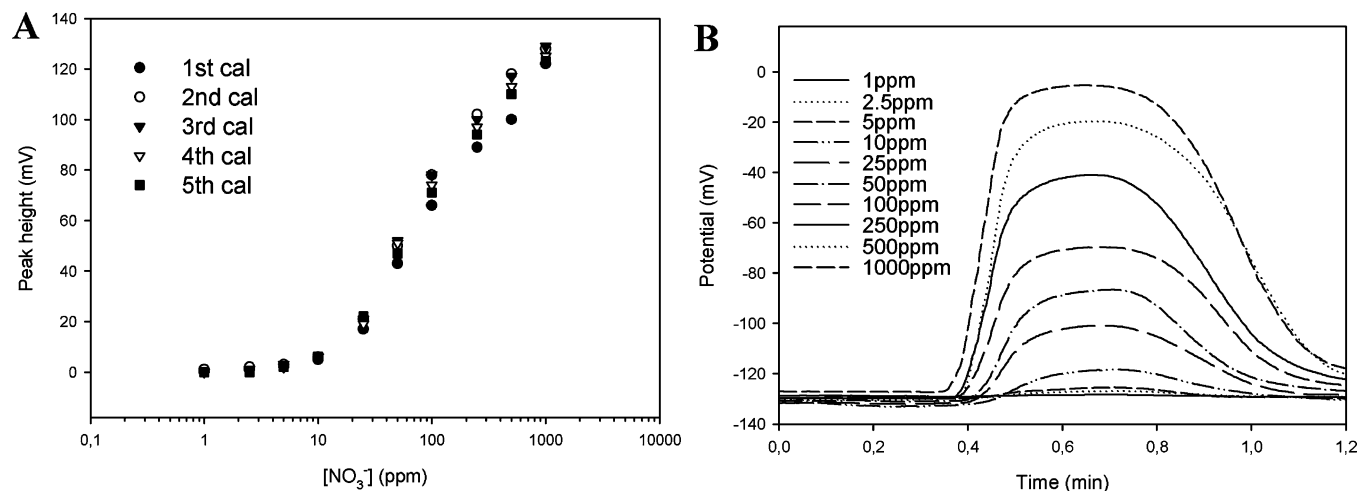 A
140
120
100
80
60
40
20
0
Peak height (mV)
1st cal
2nd cal
3rd cal
4th cal
5th cal
0,1
1
10
100
1000
10000
[NO₃⁻] (ppm)
B
0
-20
-40
-60
-80
-100
-120
-140
Potential (mV)
1ppm
2.5ppm
5ppm
10ppm
25ppm
50ppm
100ppm
250ppm
500ppm
1000ppm
0,0
0,2
0,4
0,6
0,8
1,0
1,2
Time (min)